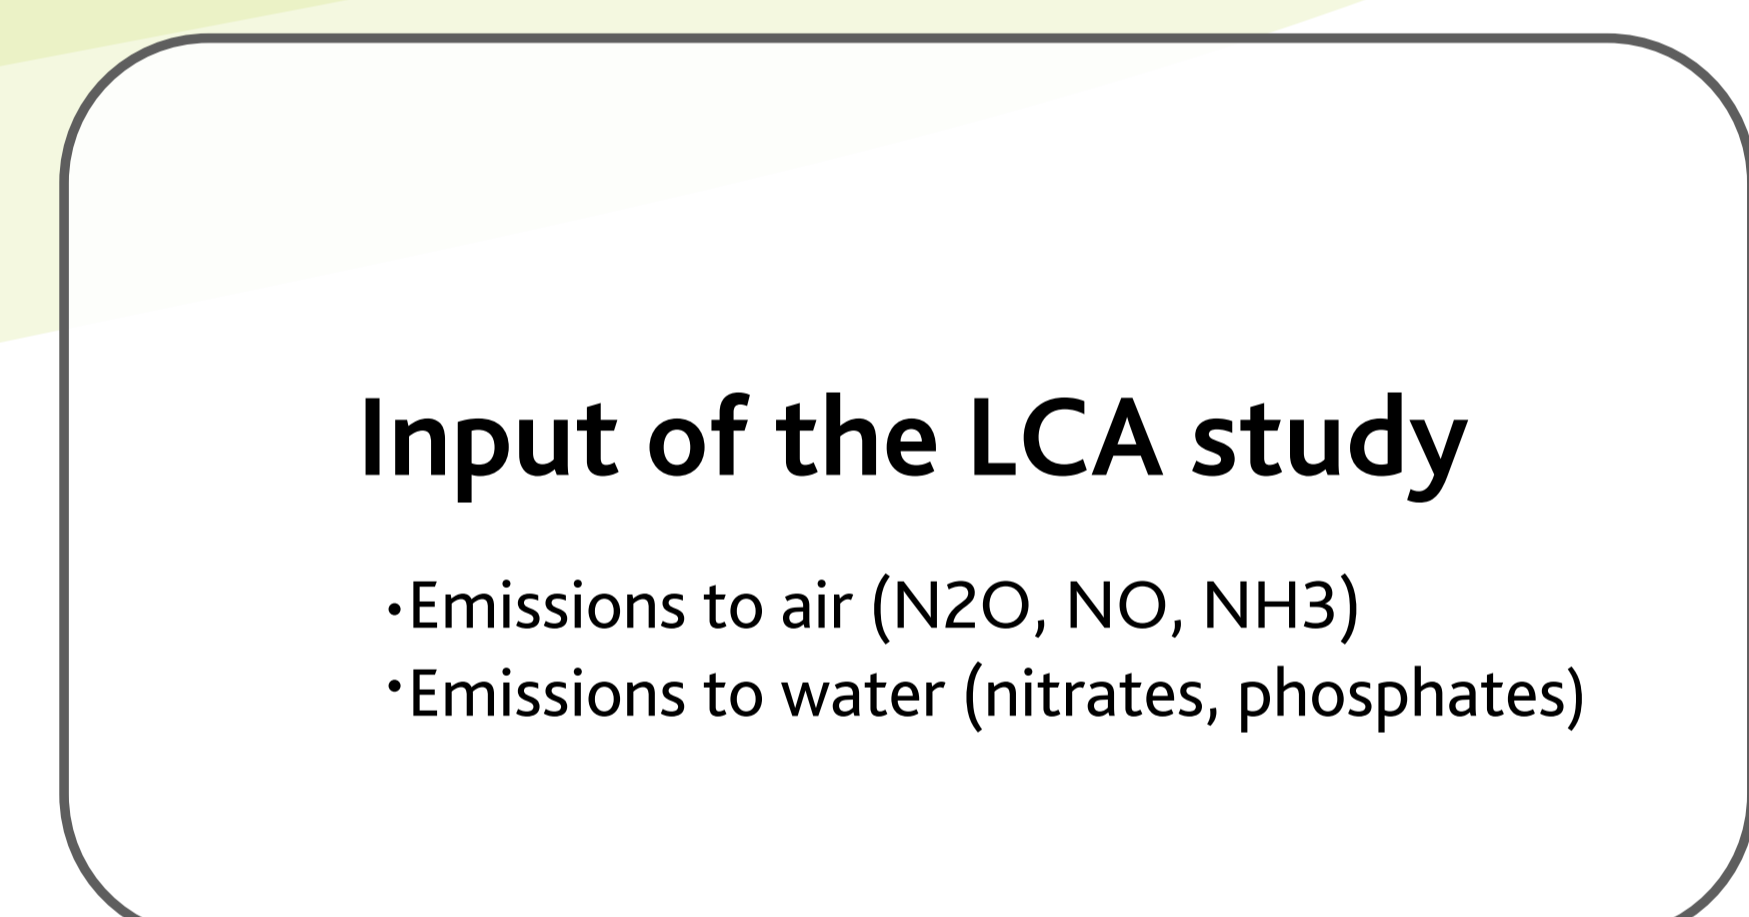 Input of the LCA study
•Emissions to air (N2O, NO, NH3)
•Emissions to water (nitrates, phosphates)